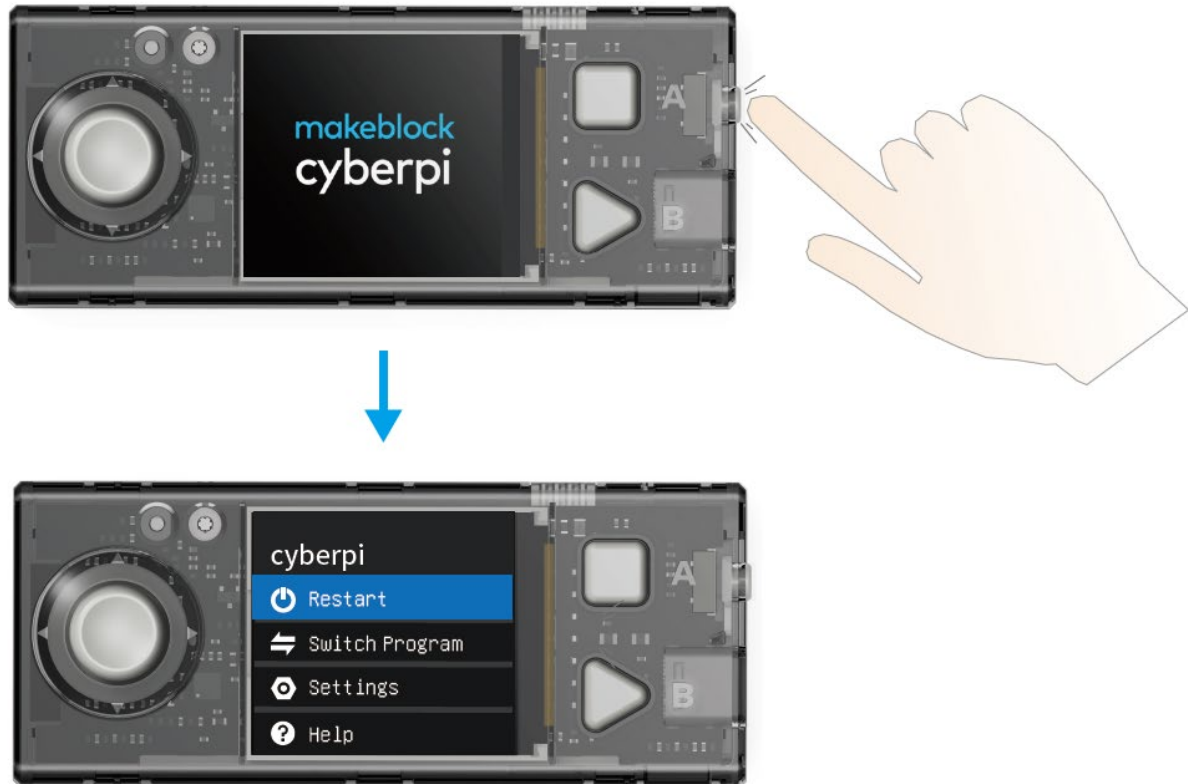 makeblock
cyberpi
A
B
cyberpi
Restart
Switch Program
Settings
Help
A
B